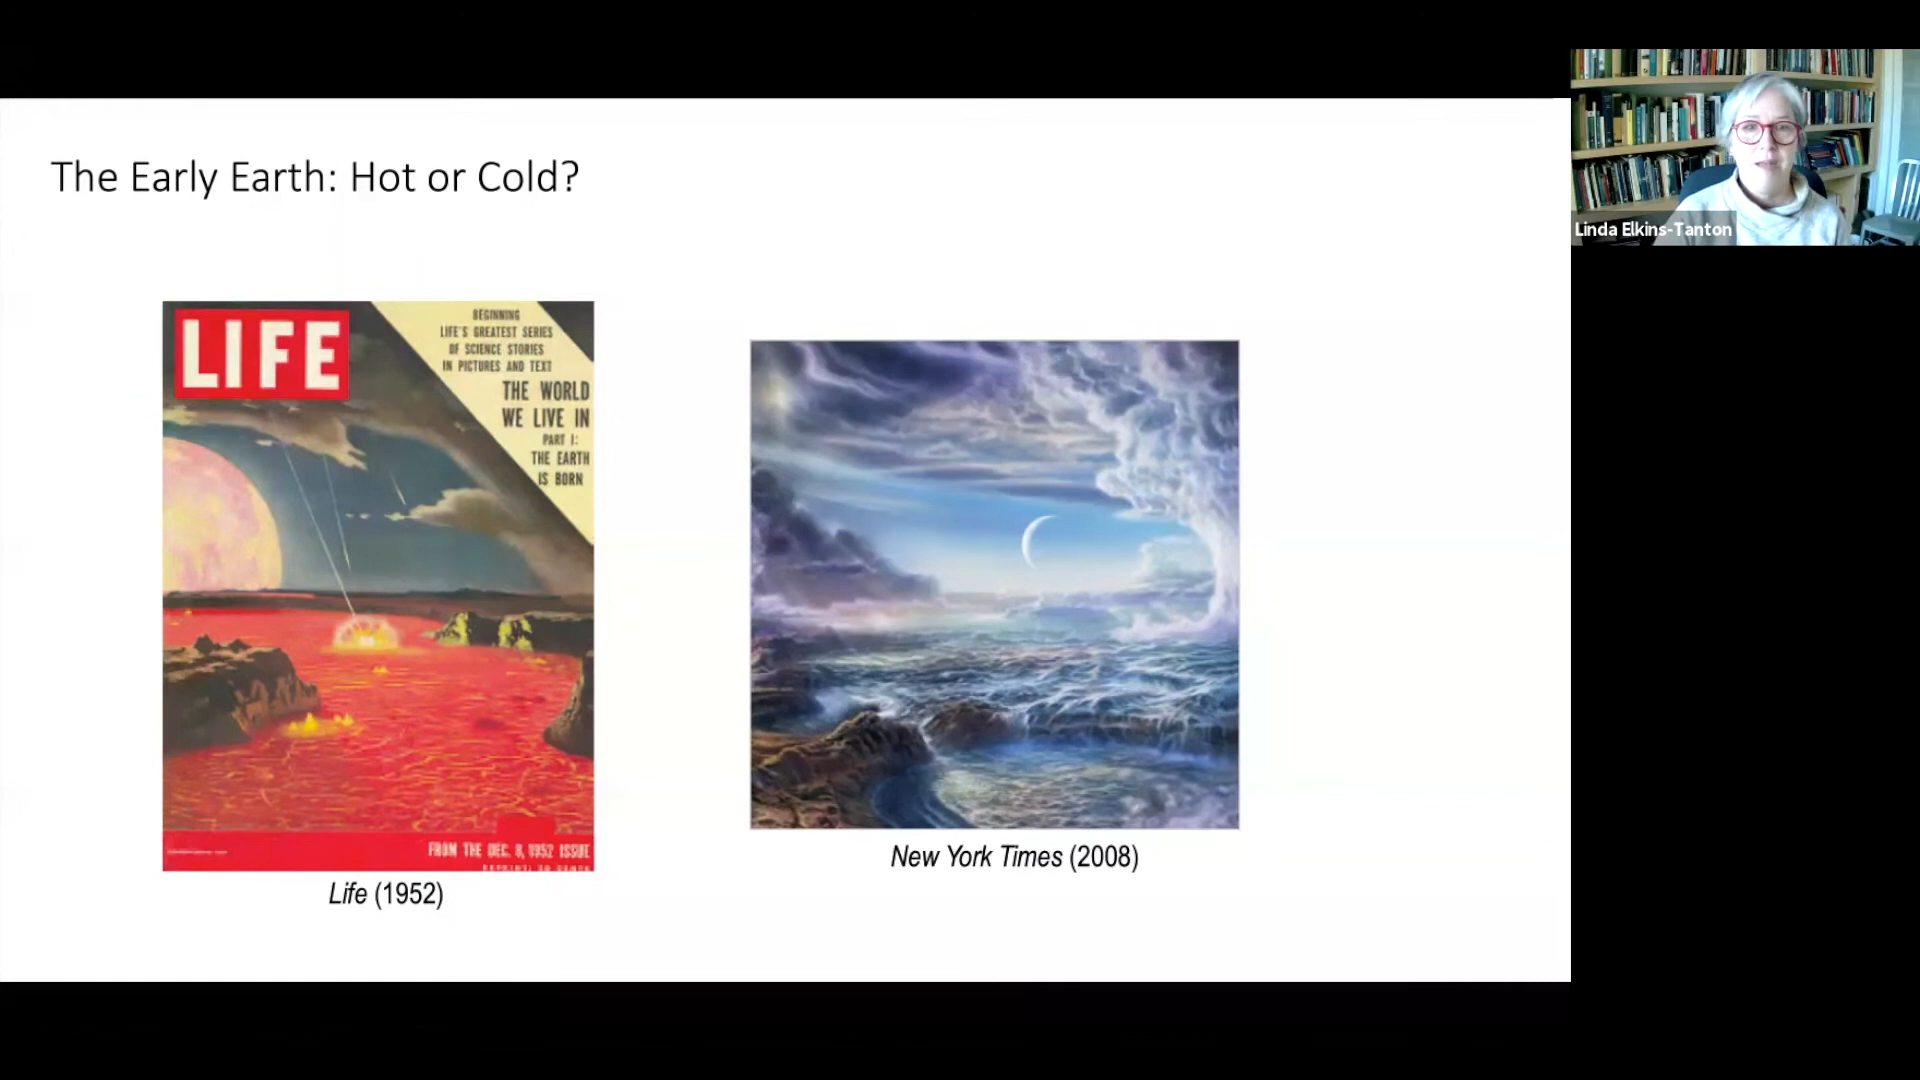 The Early Earth: Hot or Cold?
LIFE
BEGINNING
LIFE'S GREATEST SERIES
OF SCIENCE STORIES
IN PICTURES AND TEXT
THE WORLD
WE LIVE IN
PART I:
THE EARTH
IS BORN
FROM THE DEC. 8, 1952 ISSUE
Life (1952)
New York Times (2008)
Linda Elkins-Tanton